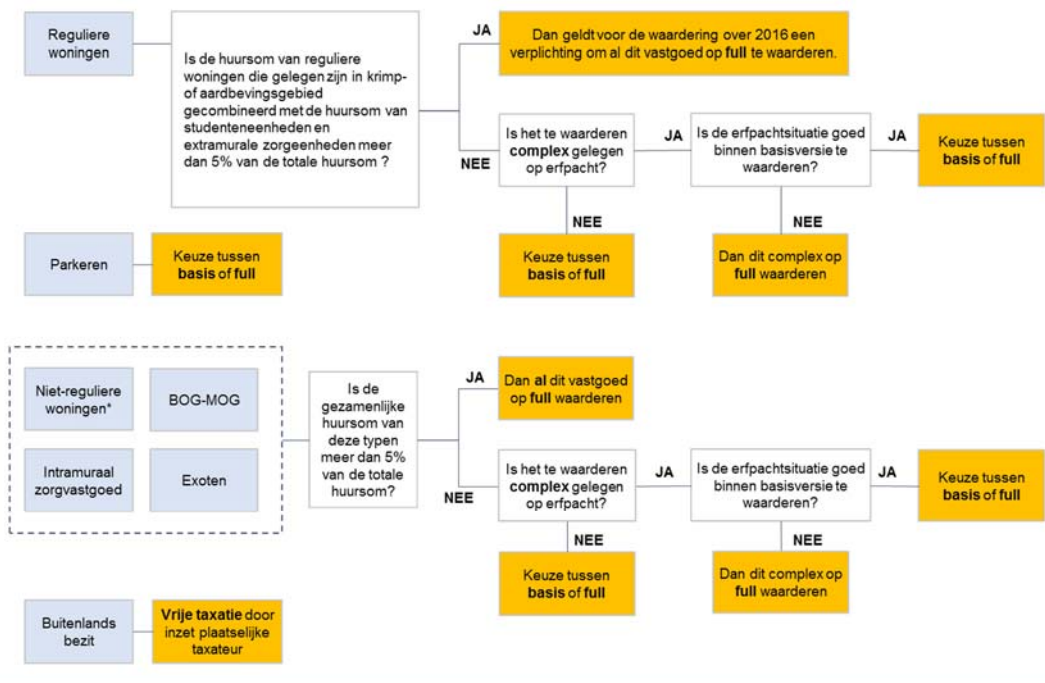 Reguliere
woningen
Is de huursom van reguliere
woningen die gelegen zijn in krimp-
of aardbevingsgebied
gecombineerd met de huursom van
studenteneenheden en
extramurale zorgeenheden meer
dan 5% van de totale huursom ?
JA
Dan geldt voor de waardering over 2016 een
verplichting om al dit vastgoed op full te waarderen.
NEE
Is het te waarderen
complex gelegen
op erfpacht?
JA
Is de erfpachtsituatie goed
binnen basisversie te
waarderen?
JA
Keuze tussen
basis of full
NEE
Keuze tussen
basis of full
NEE
Dan dit complex op
full waarderen
Parkeren
Keuze tussen
basis of full
Niet-reguliere
woningen*
BOG-MOG
Intramuraal
zorgvastgoed
Exoten
Is de
gezamenlijke
huursom van
deze typen
meer dan 5%
van de totale
huursom?
JA
Dan al dit vastgoed
op full waarderen
NEE
Is het te waarderen
complex gelegen
op erfpacht?
JA
Is de erfpachtsituatie goed
binnen basisversie te
waarderen?
JA
Keuze tussen
basis of full
NEE
Keuze tussen
basis of full
NEE
Dan dit complex op
full waarderen
Buitenlands
bezit
Vrije taxatie door
inzet plaatselijke
taxateur